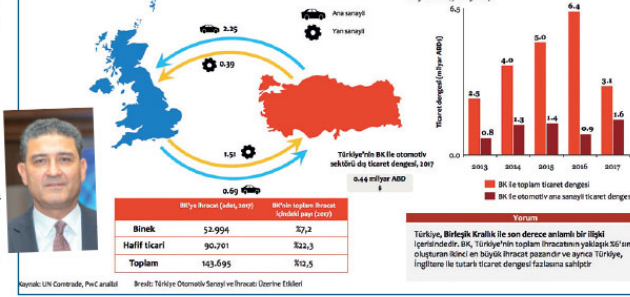 Ana sanayii
Yan sanayii
2.25
0.39
1.51
0.69
Türkiye'nin BK ile otomotiv
sektörü dış ticaret dengesi, 2017
0.44 milyar ABD
$
BK'ye ihracat (adet, 2017)
BK'nin toplam ihracat
içindeki payı (2017)
Binek 52.994 %7,2
Hafif ticari 90.701 %22,3
Toplam 143.695 %12,5
Kaynak: UN Comtrade, PwC analizi Brexit: Türkiye Otomotiv Sanayi ve İhracatı Üzerine Etkileri
Ticaret dengesi (milyar ABD$)
6.5
0.0
2.5
0.8
4.0
1.3
5.0
1.4
6.4
0.9
3.1
1.6
2013 2014 2015 2016 2017
BK ile toplam ticaret dengesi
BK ile otomotiv ana sanayii ticaret dengesi
Yorum
Türkiye, Birleşik Krallık ile son derece anlamlı bir ilişki
içerisindedir. BK, Türkiye'nin toplam ihracatının yaklaşık %6'sın
oluşturan ikinci en büyük ihracat pazarıdır ve ayrıca Türkiye,
İngiltere ile tutarlı ticaret dengesi fazlasına sahiptir